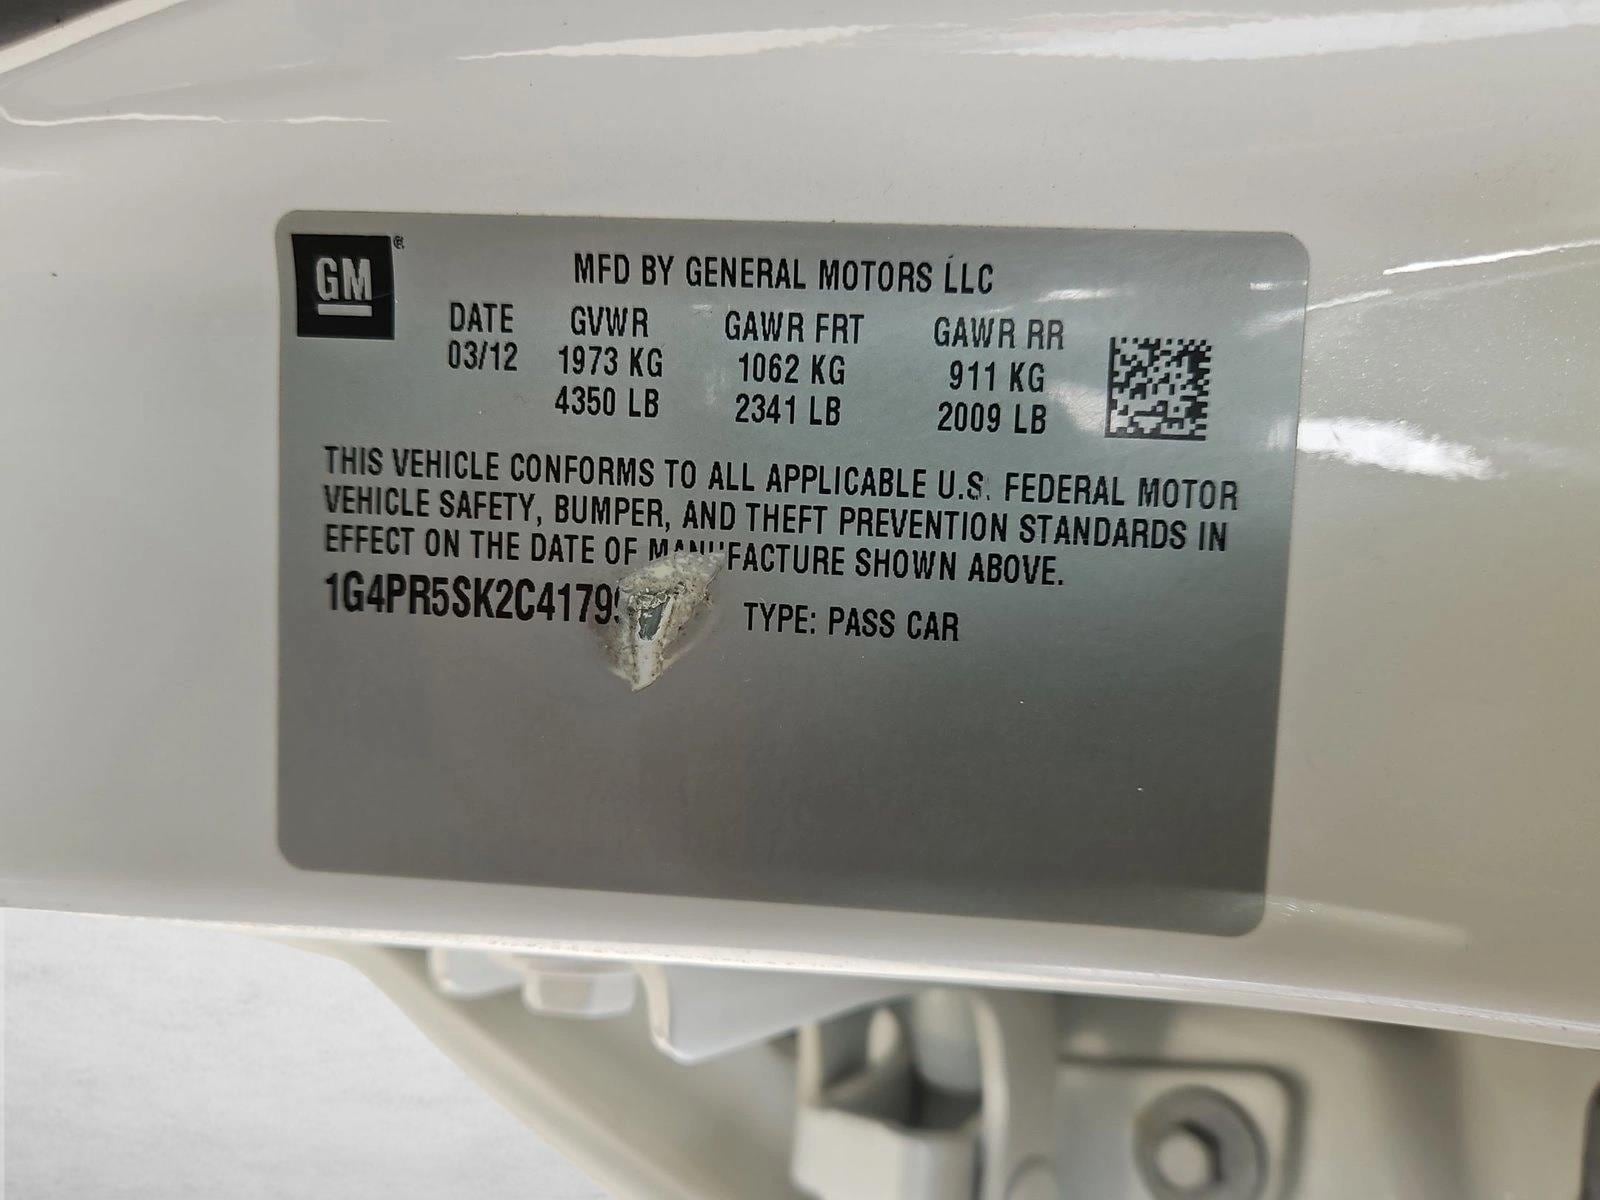 GM
MFD BY GENERAL MOTORS LLC
DATE GVWR GAWR FRT GAWR RR
03/12 1973 KG 1062 KG 911 KG
4350 LB 2341 LB 2009 LB
THIS VEHICLE CONFORMS TO ALL APPLICABLE U.S. FEDERAL MOTOR
VEHICLE SAFETY, BUMPER, AND THEFT PREVENTION STANDARDS IN
EFFECT ON THE DATE OF MANUFACTURE SHOWN ABOVE.
TYPE: PASS CAR